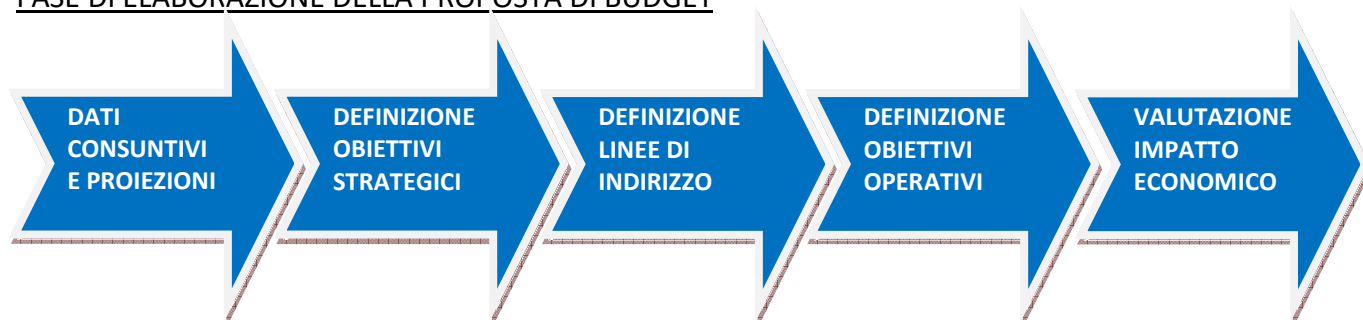 FASE DI ELABORAZIONE DELLA PROPOSTA DI BUDGET
DATI
CONSUNTIVI
E PROIEZIONI
DEFINIZIONE
OBIETTIVI
STRATEGICI
DEFINIZIONE
LINEE DI
INDIRIZZO
DEFINIZIONE
OBIETTIVI
OPERATIVI
VALUTAZIONE
IMPATTO
ECONOMICO